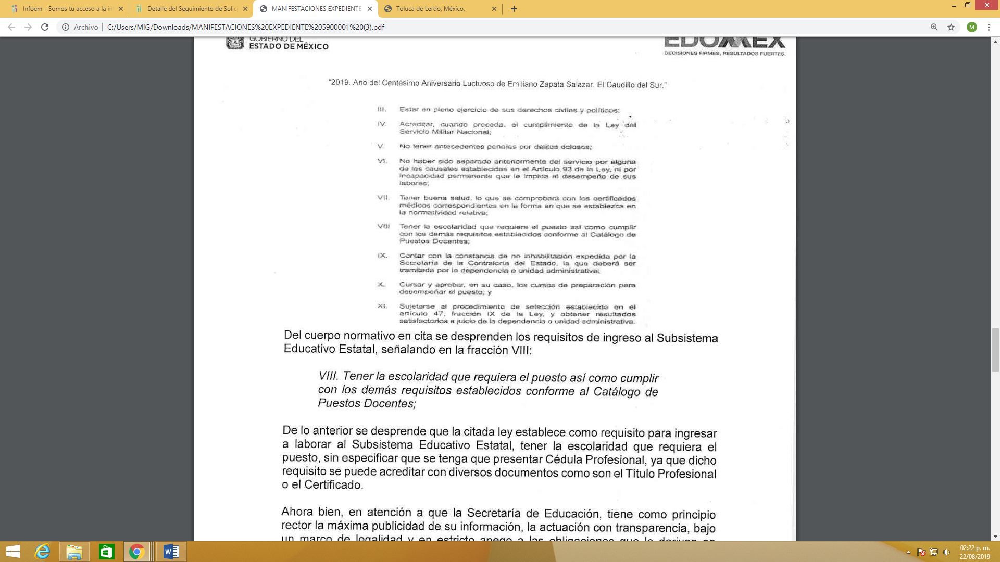 Infoem - Somos tu acceso a la in
Detalle del Seguimiento de Solic
MANIFESTACIONES EXPEDIENTE
Toluca de Lerdo, México,
Archivo
C:/Users/MIG/Downloads/MANIFESTACIONES%20EXPEDIENTE%205900001%20(3).pdf
M
GOBIERNO DEL
ESTADO DE MÉXICO
EDOMEX
DECISIONES FIRMES, RESULTADOS FUERTES.
"2019. Año del Centésimo Aniversario Luctuoso de Emiliano Zapata Salazar. El Caudillo del Sur."
III. Estar en pleno ejercicio de sus derechos civiles y políticos;
IV. Acreditar, cuando proceda, el cumplimiento de la Ley del
Servicio Militar Nacional;
V. No tener antecedentes penales por delitos dolosos;
VI. No haber sido separado anteriormente del servicio por alguna
de las causales establecidas en el Artículo 93 de la Ley, ni por
incapacidad permanente que le impida el desempeño de sus
labores;
VII. Tener buena salud, lo que se comprobará con los certificados
médicos correspondientes en la forma en que se establezca en
la normatividad relativa;
VIII Tener la escolaridad que requiera el puesto así como cumplir
con los demás requisitos establecidos conforme al Catálogo de
Puestos Docentes;
IX. Contar con la constancia de no inhabilitación expedida por la
Secretaría de la Contraloría del Estado, la que deberá ser
tramitada por la dependencia o unidad administrativa;
X. Cursar y aprobar, en su caso, los cursos de preparación para
desempeñar el puesto; y
XI. Sujetarse al procedimiento de selección establecido en el
artículo 47, fracción IX de la Ley, y obtener resultados
satisfactorios a juicio de la dependencia o unidad administrativa.
Del cuerpo normativo en cita se desprenden los requisitos de ingreso al Subsistema
Educativo Estatal, señalando en la fracción VIII:
VIII. Tener la escolaridad que requiera el puesto así como cumplir
con los demás requisitos establecidos conforme al Catálogo de
Puestos Docentes;
De lo anterior se desprende que la citada ley establece como requisito para ingresar
a laborar al Subsistema Educativo Estatal, tener la escolaridad que requiera el
puesto, sin especificar que se tenga que presentar Cédula Profesional, ya que dicho
requisito se puede acreditar con diversos documentos como son el Título Profesional
o el Certificado.
Ahora bien, en atención a que la Secretaría de Educación, tiene como principio
rector la máxima publicidad de su información, la actuación con transparencia, bajo
un marco de legalidad y en estricto apego a las obligaciones que le derivan en
02:22 p. m.
22/08/2019